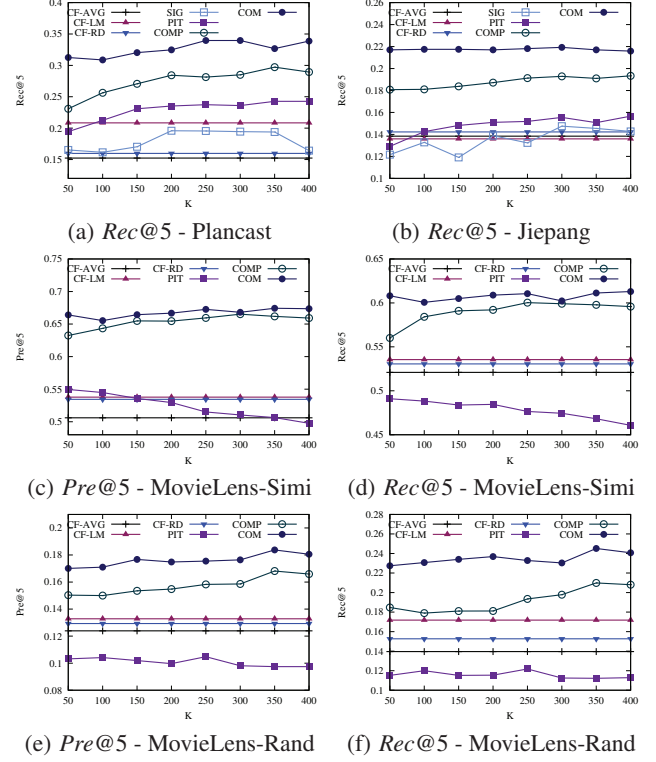 CF-AVG CF-LM CF-RD SIG PIT COMP COM
Rec@5
0.4 0.35 0.3 0.25 0.2 0.15
50 100 150 200 250 300 350 400
K
(a) Rec@5 - Plancast
CF-AVG CF-LM CF-RD SIG PIT COMP COM
Rec@5
0.26 0.24 0.22 0.2 0.18 0.16 0.14 0.12 0.1
50 100 150 200 250 300 350 400
K
(b) Rec@5 - Jiepang
CF-AVG CF-LM CF-RD PIT COMP COM
Pre@5
0.75 0.7 0.65 0.6 0.55 0.5
50 100 150 200 250 300 350 400
K
(c) Pre@5 - MovieLens-Simi
CF-AVG CF-LM CF-RD PIT COMP COM
Rec@5
0.65 0.6 0.55 0.5 0.45
50 100 150 200 250 300 350 400
K
(d) Rec@5 - MovieLens-Simi
CF-AVG CF-LM CF-RD PIT COMP COM
Pre@5
0.2 0.18 0.16 0.14 0.12 0.1 0.08
50 100 150 200 250 300 350 400
K
(e) Pre@5 - MovieLens-Rand
CF-AVG CF-LM CF-RD PIT COMP COM
Rec@5
0.28 0.26 0.24 0.22 0.2 0.18 0.16 0.14 0.12 0.1
50 100 150 200 250 300 350 400
K
(f) Rec@5 - MovieLens-Rand